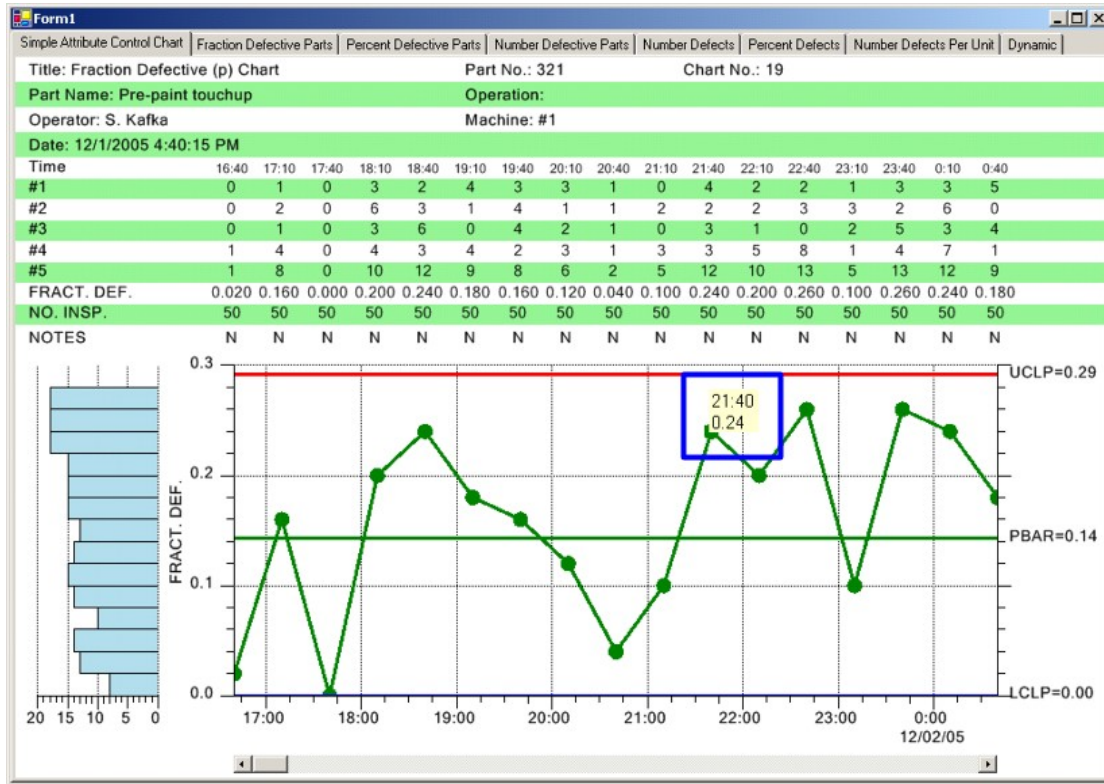 Form1
Simple Attribute Control Chart Fraction Defective Parts Percent Defective Parts Number Defective Parts Number Defects Percent Defects Number Defects Per Unit Dynamic
Title: Fraction Defective (p) Chart Part No.: 321 Chart No.: 19
Part Name: Pre-paint touchup Operation:
Operator: S. Kafka Machine: #1
Date: 12/1/2005 4:40:15 PM
Time 16:40 17:10 17:40 18:10 18:40 19:10 19:40 20:10 20:40 21:10 21:40 22:10 22:40 23:10 23:40 0:10 0:40
#1 0 1 0 3 2 4 3 3 1 0 4 2 2 1 3 3 5
#2 0 2 0 6 3 1 4 1 1 2 2 2 3 3 2 6 0
#3 0 1 0 3 6 0 4 2 1 0 3 1 0 2 5 3 4
#4 1 4 0 4 3 4 2 3 1 3 3 5 8 1 4 7 1
#5 1 8 0 10 12 9 8 6 2 5 12 10 13 5 13 12 9
FRACT. DEF. 0.020 0.160 0.000 0.200 0.240 0.180 0.160 0.120 0.040 0.100 0.240 0.200 0.260 0.100 0.260 0.240 0.180
NO. INSP. 50 50 50 50 50 50 50 50 50 50 50 50 50 50 50 50 50
NOTES N N N N N N N N N N N N N N N N N
0.3
UCLP=0.29
21:40
0.24
0.2
FRACT. DEF.
PBAR=0.14
0.1
0.0
LCLP=0.00
20 15 10 5 0
17:00 18:00 19:00 20:00 21:00 22:00 23:00 0:00
12/02/05